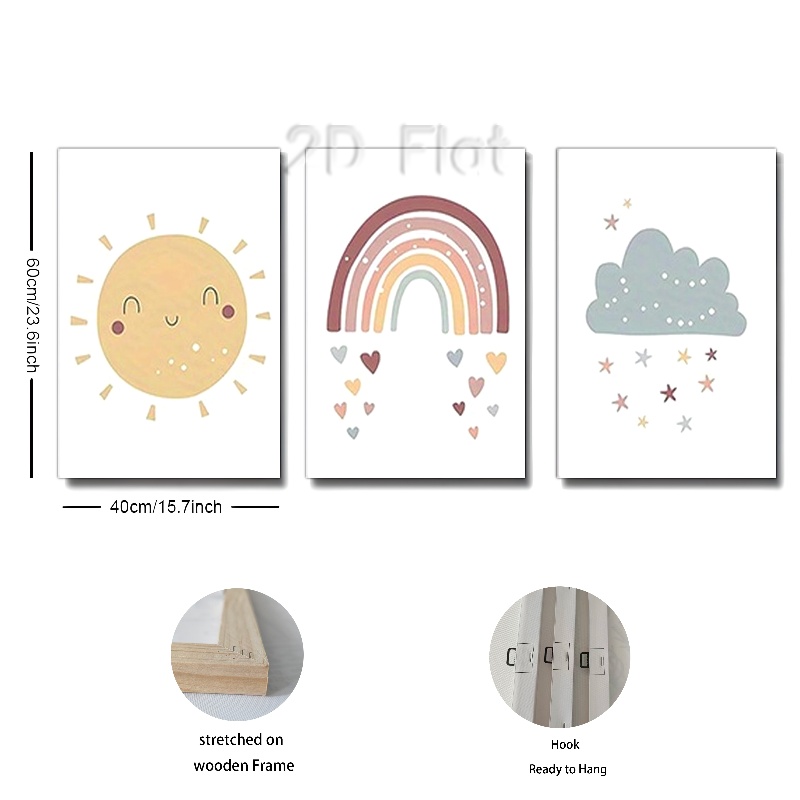 2D Flat
60cm/23.6inch
40cm/15.7inch
stretched on
wooden Frame
Hook
Ready to Hang